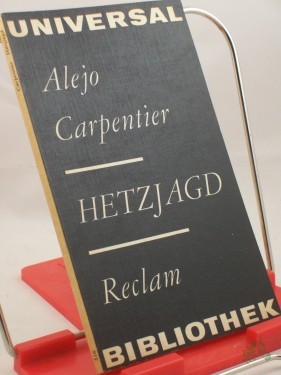 UNIVERSAL
Alejo
Carpentier
HETZJAGD
Reclam
BIBLIOTHEK